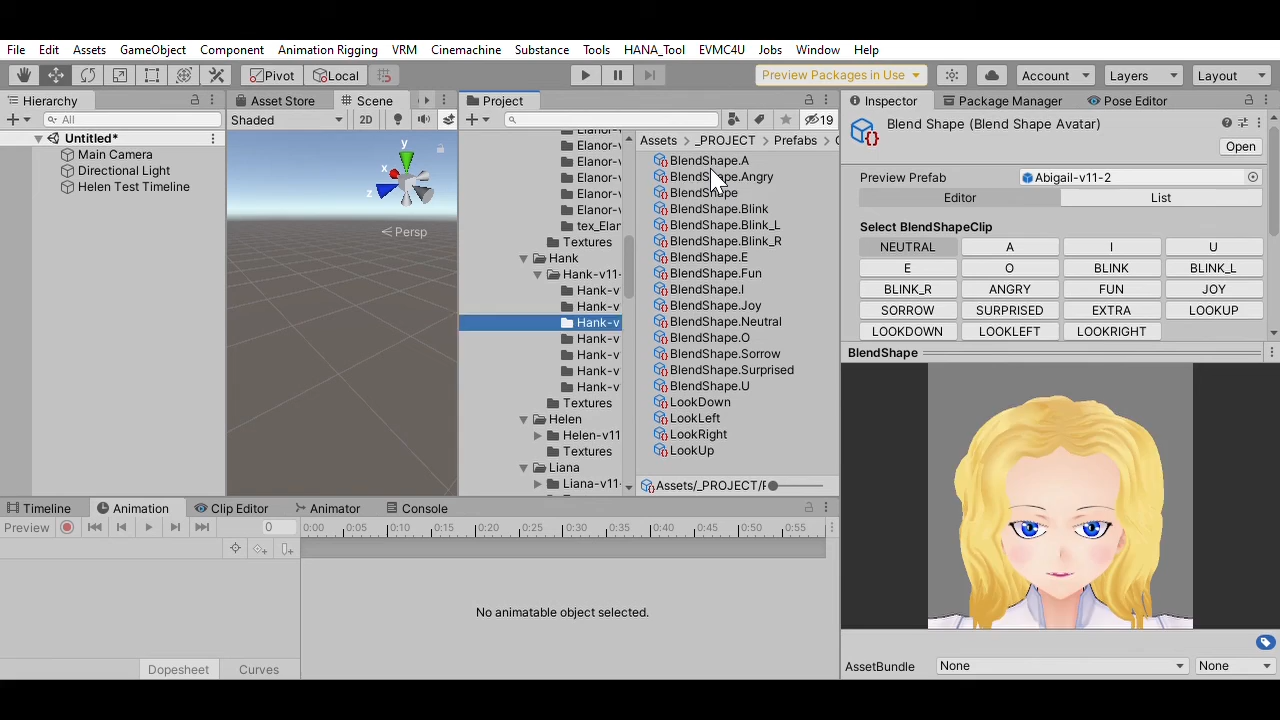 File Edit Assets GameObject Component Animation Rigging VRM Cinemachine Substance Tools HANA_Tool EVMC4U Jobs Window Help
Pivot Local Preview Packages in Use Account Layers Layout
Hierarchy Asset Store Scene Project Inspector Package Manager Pose Editor
All Shaded 2D 19
Untitled*
Main Camera
Directional Light
Helen Test Timeline
y
x
z
Persp
Elanor-v
Elanor-v
Elanor-v
Elanor-v
Elanor-v
tex_Elan
Textures
Hank
Hank-v11-
Hank-v
Hank-v
Hank-v
Hank-v
Hank-v
Hank-v
Hank-v
Textures
Helen
Helen-v11
Textures
Liana
Liana-v11-
Assets > _PROJECT > Prefabs >
BlendShape.A
BlendShape.Angry
BlendShape
BlendShape.Blink
BlendShape.Blink_L
BlendShape.Blink_R
BlendShape.E
BlendShape.Fun
BlendShape.I
BlendShape.Joy
BlendShape.Neutral
BlendShape.O
BlendShape.Sorrow
BlendShape.Surprised
BlendShape.U
LookDown
LookLeft
LookRight
LookUp
Assets/_PROJECT/F
Blend Shape (Blend Shape Avatar)
Open
Preview Prefab Abigail-v11-2
Editor List
Select BlendShapeClip
NEUTRAL A I U
E O BLINK BLINK_L
BLINK_R ANGRY FUN JOY
SORROW SURPRISED EXTRA LOOKUP
LOOKDOWN LOOKLEFT LOOKRIGHT
BlendShape
AssetBundle None None
Timeline Animation Clip Editor Animator Console
Preview 0 0:00 0:05 0:10 0:15 0:20 0:25 0:30 0:35 0:40 0:45 0:50 0:55
No animatable object selected.
Dopesheet Curves